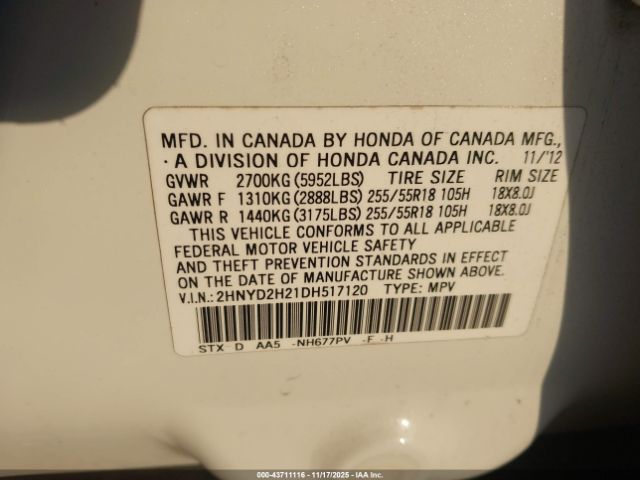 MFD. IN CANADA BY HONDA OF CANADA MFG.,
· A DIVISION OF HONDA CANADA INC. 11/'12
GVWR 2700KG(5952LBS) TIRE SIZE RIM SIZE
GAWR F 1310KG(2888LBS) 255/55R18 105H 18X8.0J
GAWR R 1440KG(3175LBS) 255/55R18 105H 18X8.0J
THIS VEHICLE CONFORMS TO ALL APPLICABLE
FEDERAL MOTOR VEHICLE SAFETY
AND THEFT PREVENTION STANDARDS IN EFFECT
ON THE DATE OF MANUFACTURE SHOWN ABOVE.
V.I.N.: 2HNYD2H21DH517120 TYPE: MPV
STX D AA5 -NH677PV -F -H
000-43711116 - 11/17/2025 - IAA Inc.